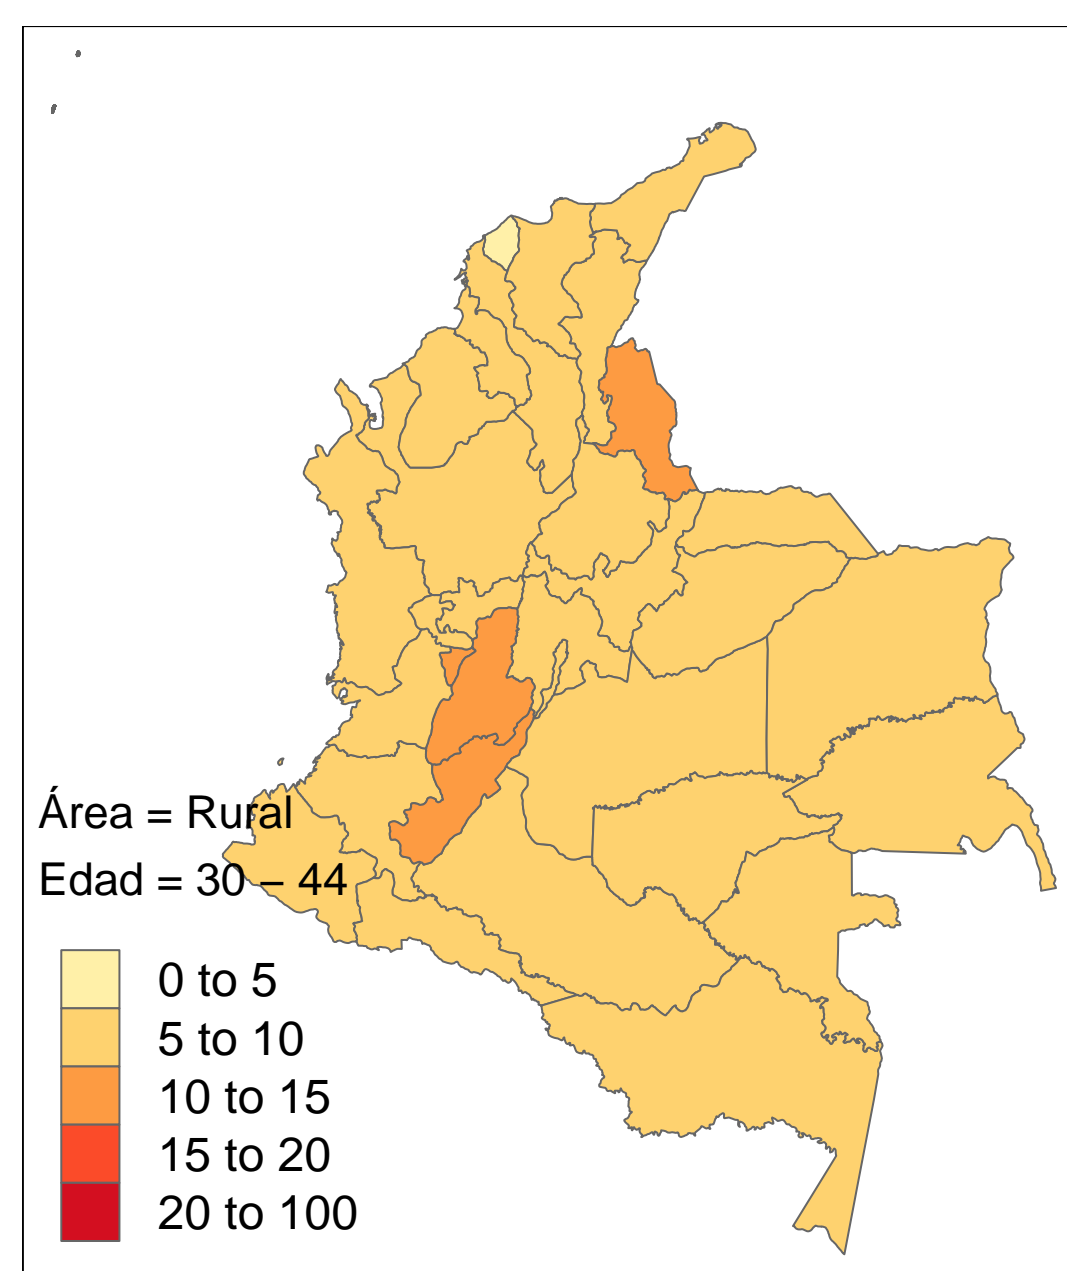 Área = Rural
Edad = 30 – 44
0 to 5
5 to 10
10 to 15
15 to 20
20 to 100